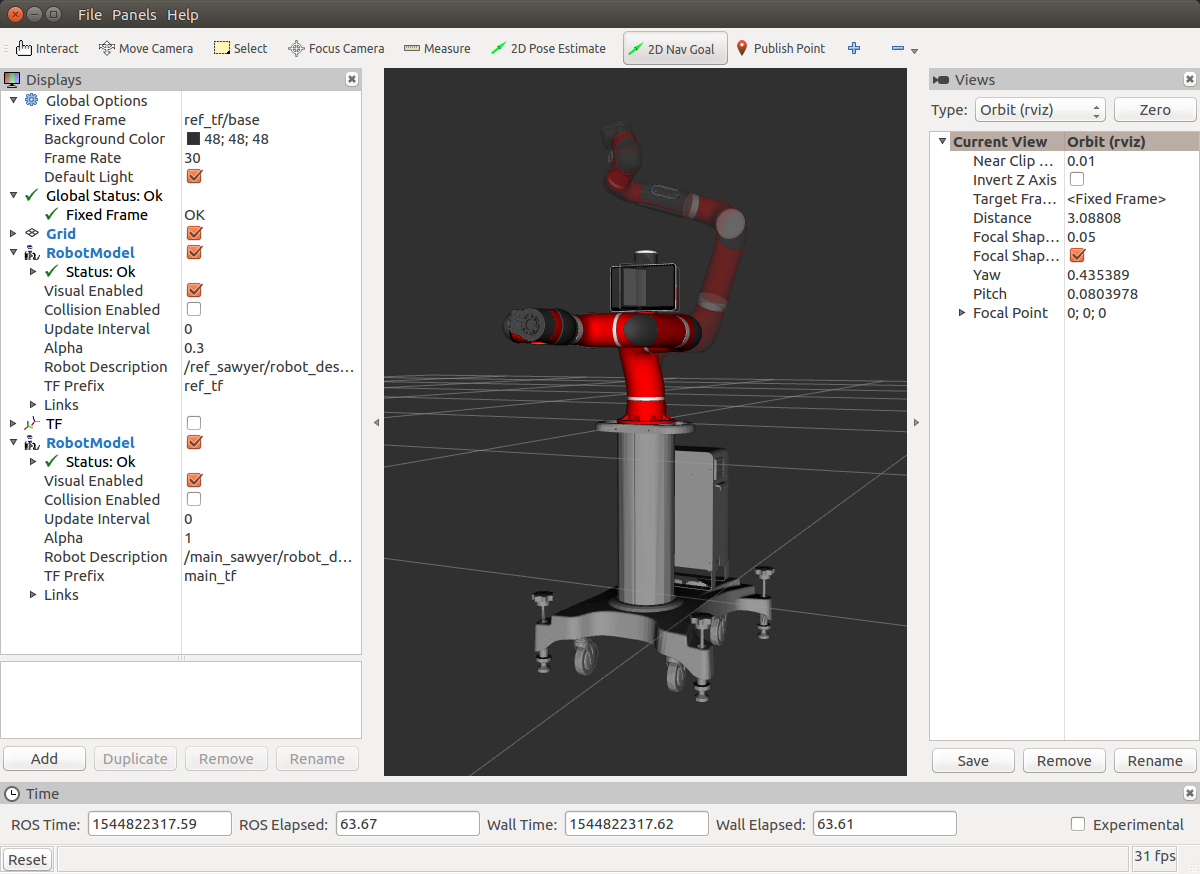 File Panels Help
Interact Move Camera Select Focus Camera Measure 2D Pose Estimate 2D Nav Goal Publish Point
Displays
Global Options
Fixed Frame ref_tf/base
Background Color 48; 48; 48
Frame Rate 30
Default Light
Global Status: Ok
Fixed Frame OK
Grid
RobotModel
Status: Ok
Visual Enabled
Collision Enabled
Update Interval 0
Alpha 0.3
Robot Description /ref_sawyer/robot_des...
TF Prefix ref_tf
Links
TF
RobotModel
Status: Ok
Visual Enabled
Collision Enabled
Update Interval 0
Alpha 1
Robot Description /main_sawyer/robot_d...
TF Prefix main_tf
Links
Add Duplicate Remove Rename
Views
Type: Orbit (rviz) Zero
Current View Orbit (rviz)
Near Clip ... 0.01
Invert Z Axis
Target Fra... <Fixed Frame>
Distance 3.08808
Focal Shap... 0.05
Focal Shap...
Yaw 0.435389
Pitch 0.0803978
Focal Point 0; 0; 0
Save Remove Rename
Time
ROS Time: 1544822317.59 ROS Elapsed: 63.67 Wall Time: 1544822317.62 Wall Elapsed: 63.61 Experimental
Reset 31 fps